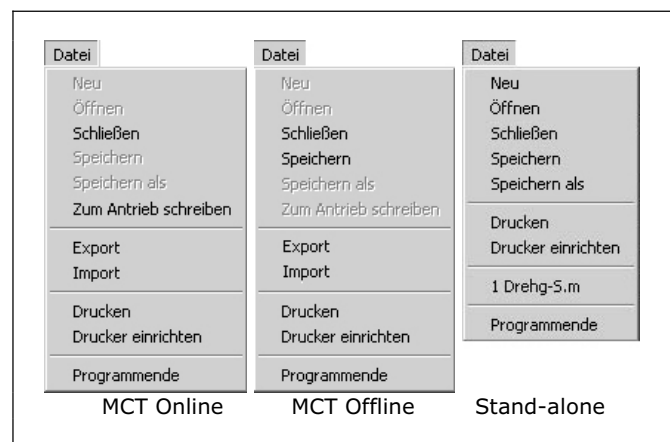 Datei
Neu
Öffnen
Schließen
Speichern
Speichern als
Zum Antrieb schreiben
Export
Import
Drucken
Drucker einrichten
Programmende
MCT Online
Datei
Neu
Öffnen
Schließen
Speichern
Speichern als
Zum Antrieb schreiben
Export
Import
Drucken
Drucker einrichten
Programmende
MCT Offline
Datei
Neu
Öffnen
Schließen
Speichern
Speichern als
Drucken
Drucker einrichten
1 Drehg-S.m
Programmende
Stand-alone